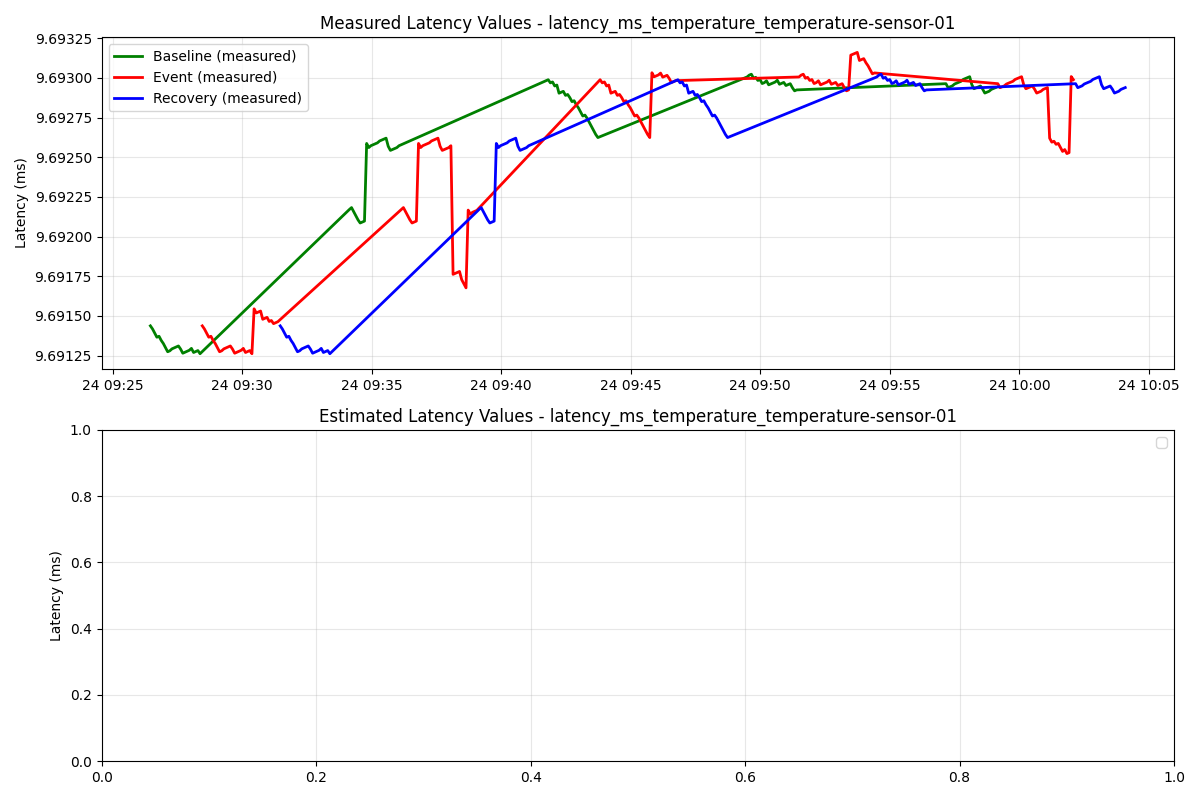 Measured Latency Values - latency_ms_temperature_temperature-sensor-01
Latency (ms)
9.69325
9.69300
9.69275
9.69250
9.69225
9.69200
9.69175
9.69150
9.69125
Baseline (measured)
Event (measured)
Recovery (measured)
24 09:25 24 09:30 24 09:35 24 09:40 24 09:45 24 09:50 24 09:55 24 10:00 24 10:05
Estimated Latency Values - latency_ms_temperature_temperature-sensor-01
Latency (ms)
1.0
0.8
0.6
0.4
0.2
0.0
0.0 0.2 0.4 0.6 0.8 1.0